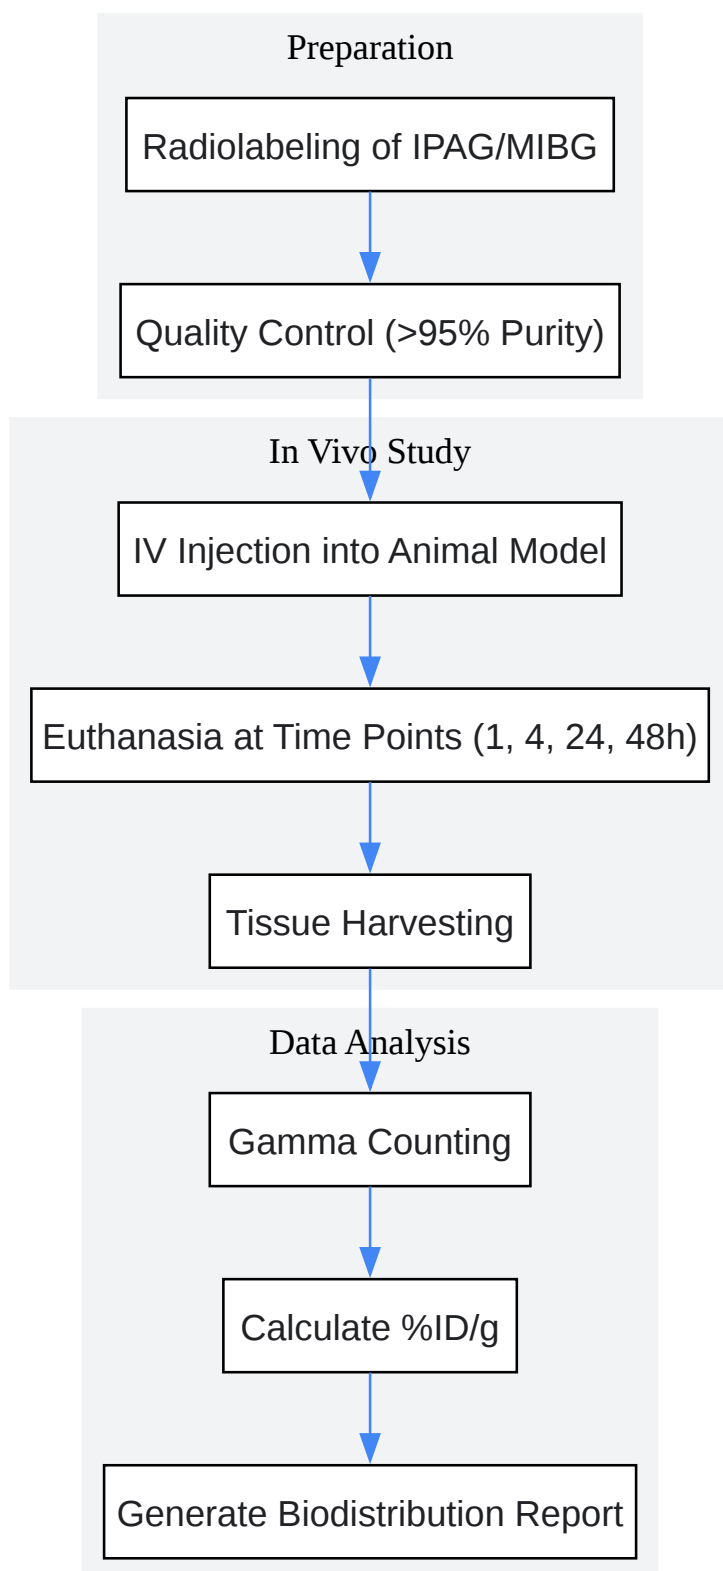 Preparation
Radiolabeling of IPAG/MIBG
Quality Control (>95% Purity)
In Vivo Study
IV Injection into Animal Model
Euthanasia at Time Points (1, 4, 24, 48h)
Tissue Harvesting
Data Analysis
Gamma Counting
Calculate %ID/g
Generate Biodistribution Report